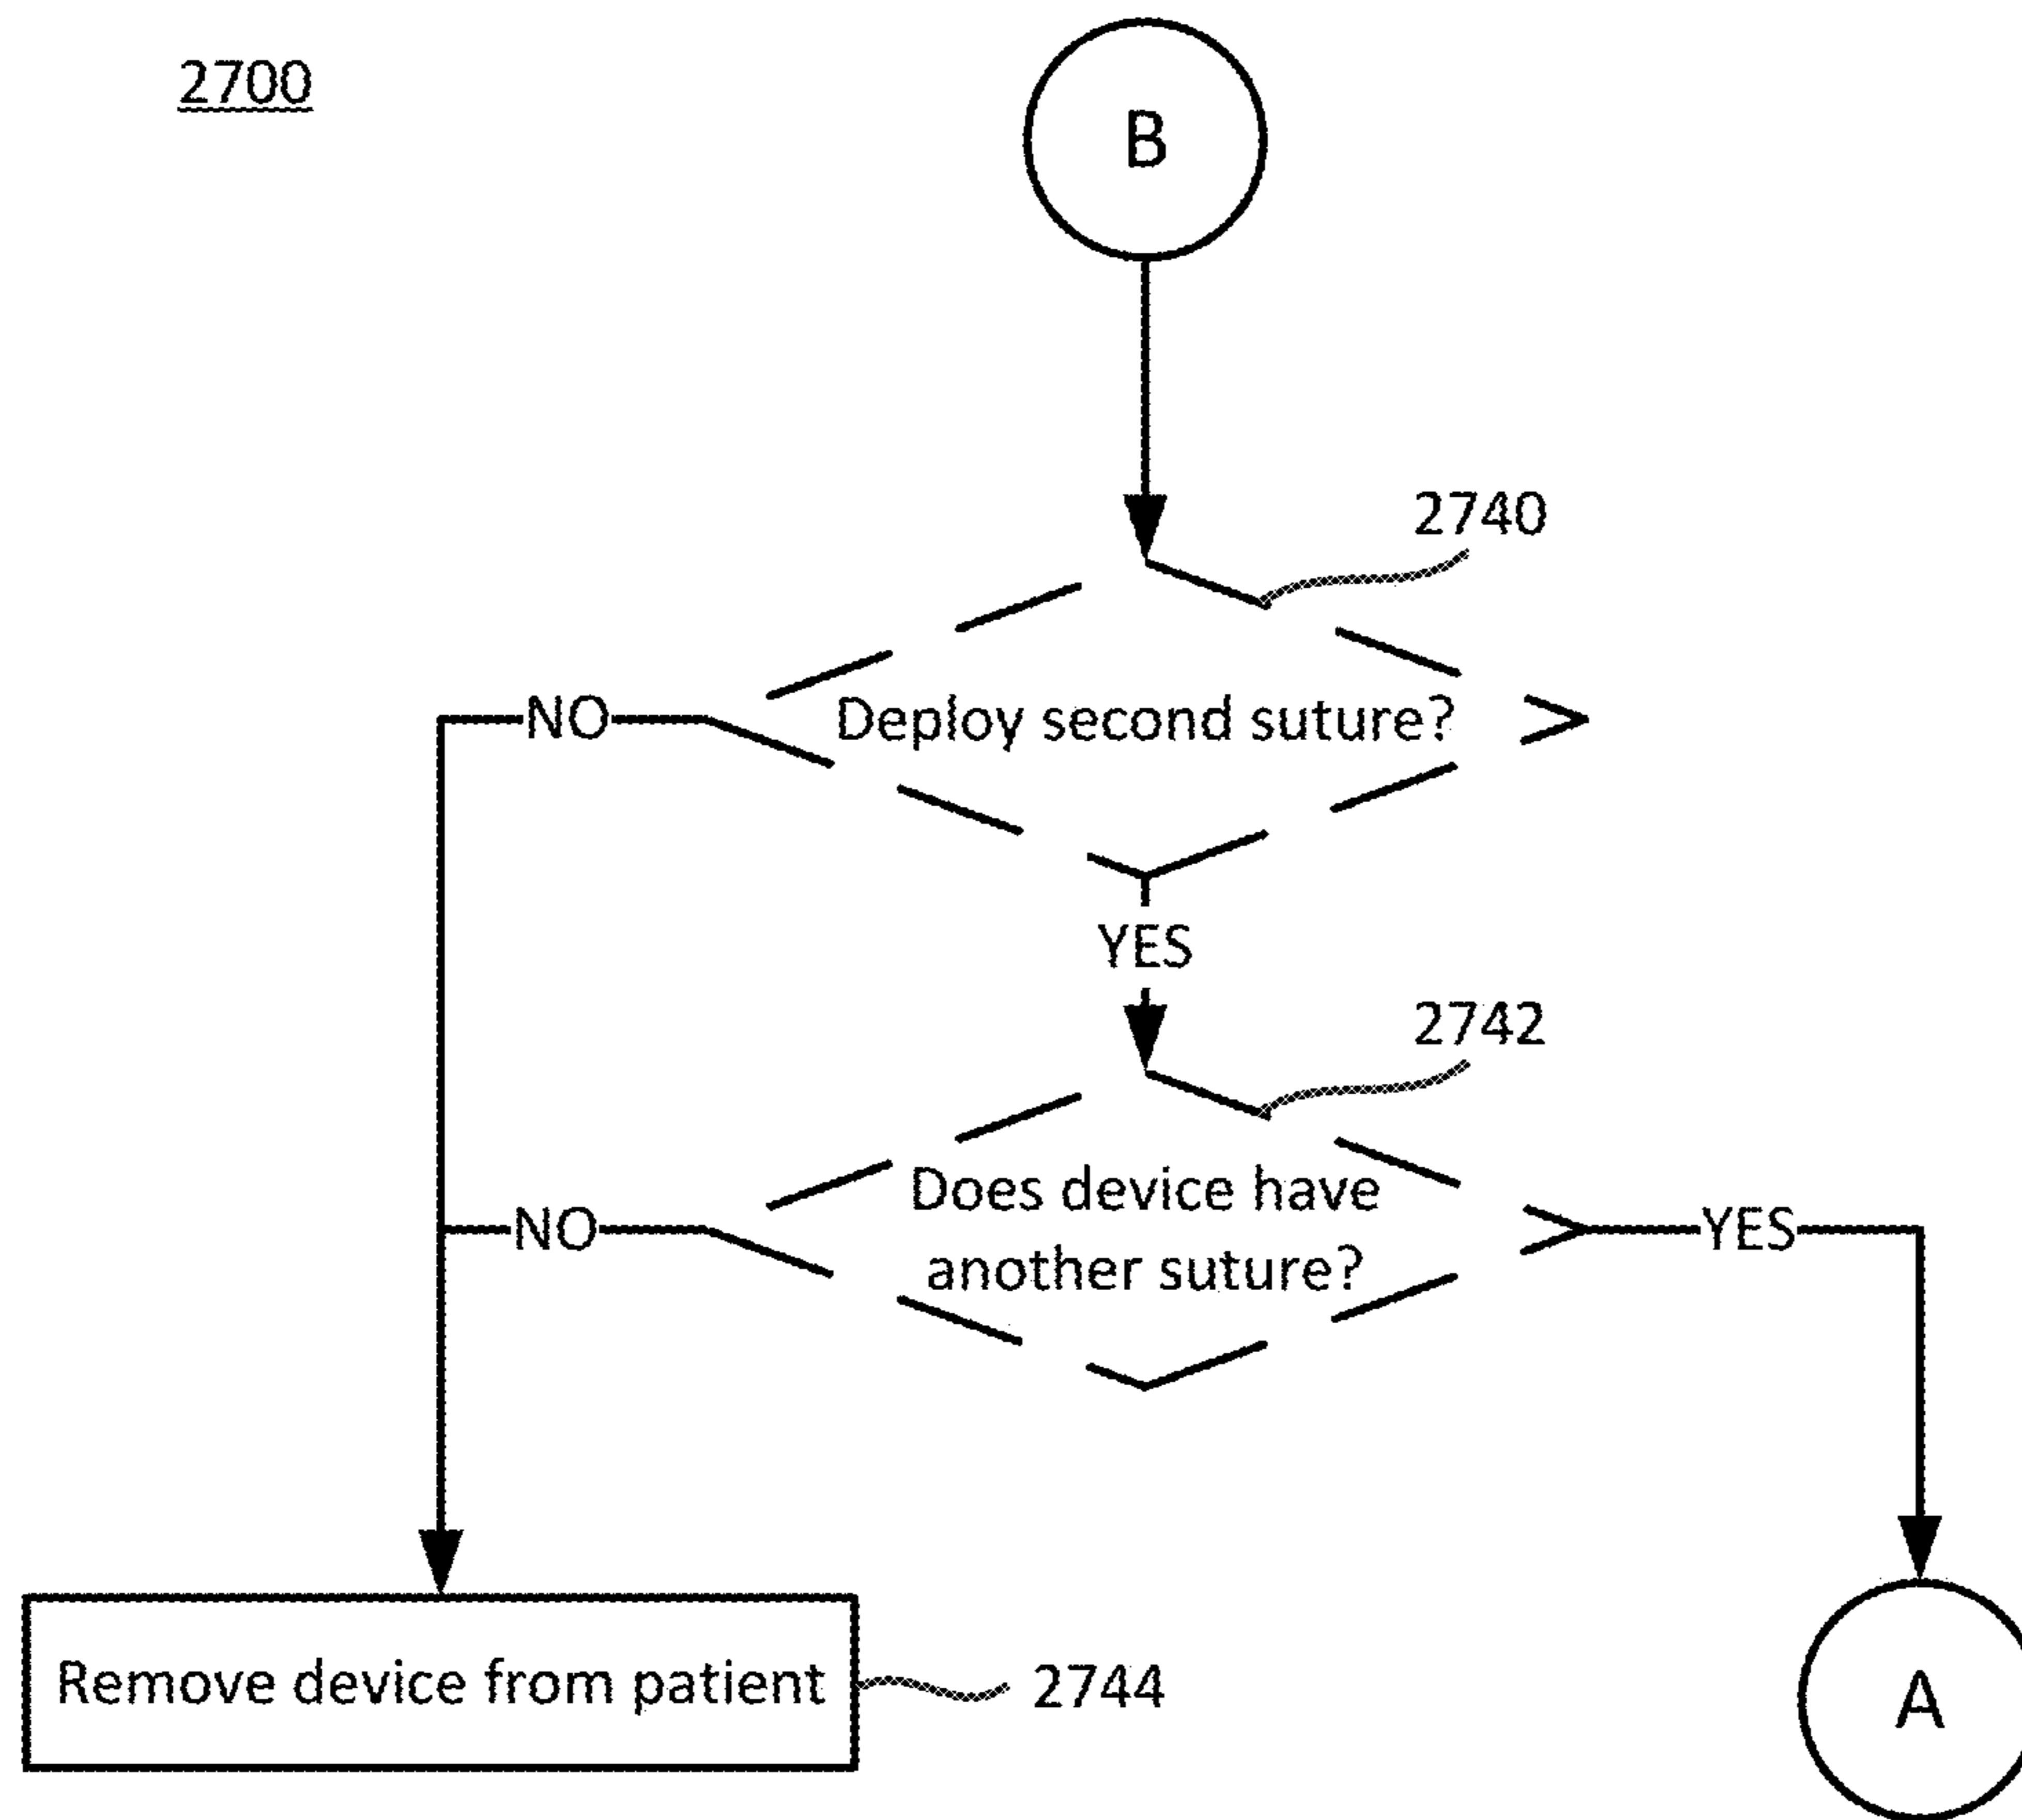 2700
B
2740
NO
Deploy second suture?
YES
2742
Does device have
another suture?
NO
YES
Remove device from patient
2744
A